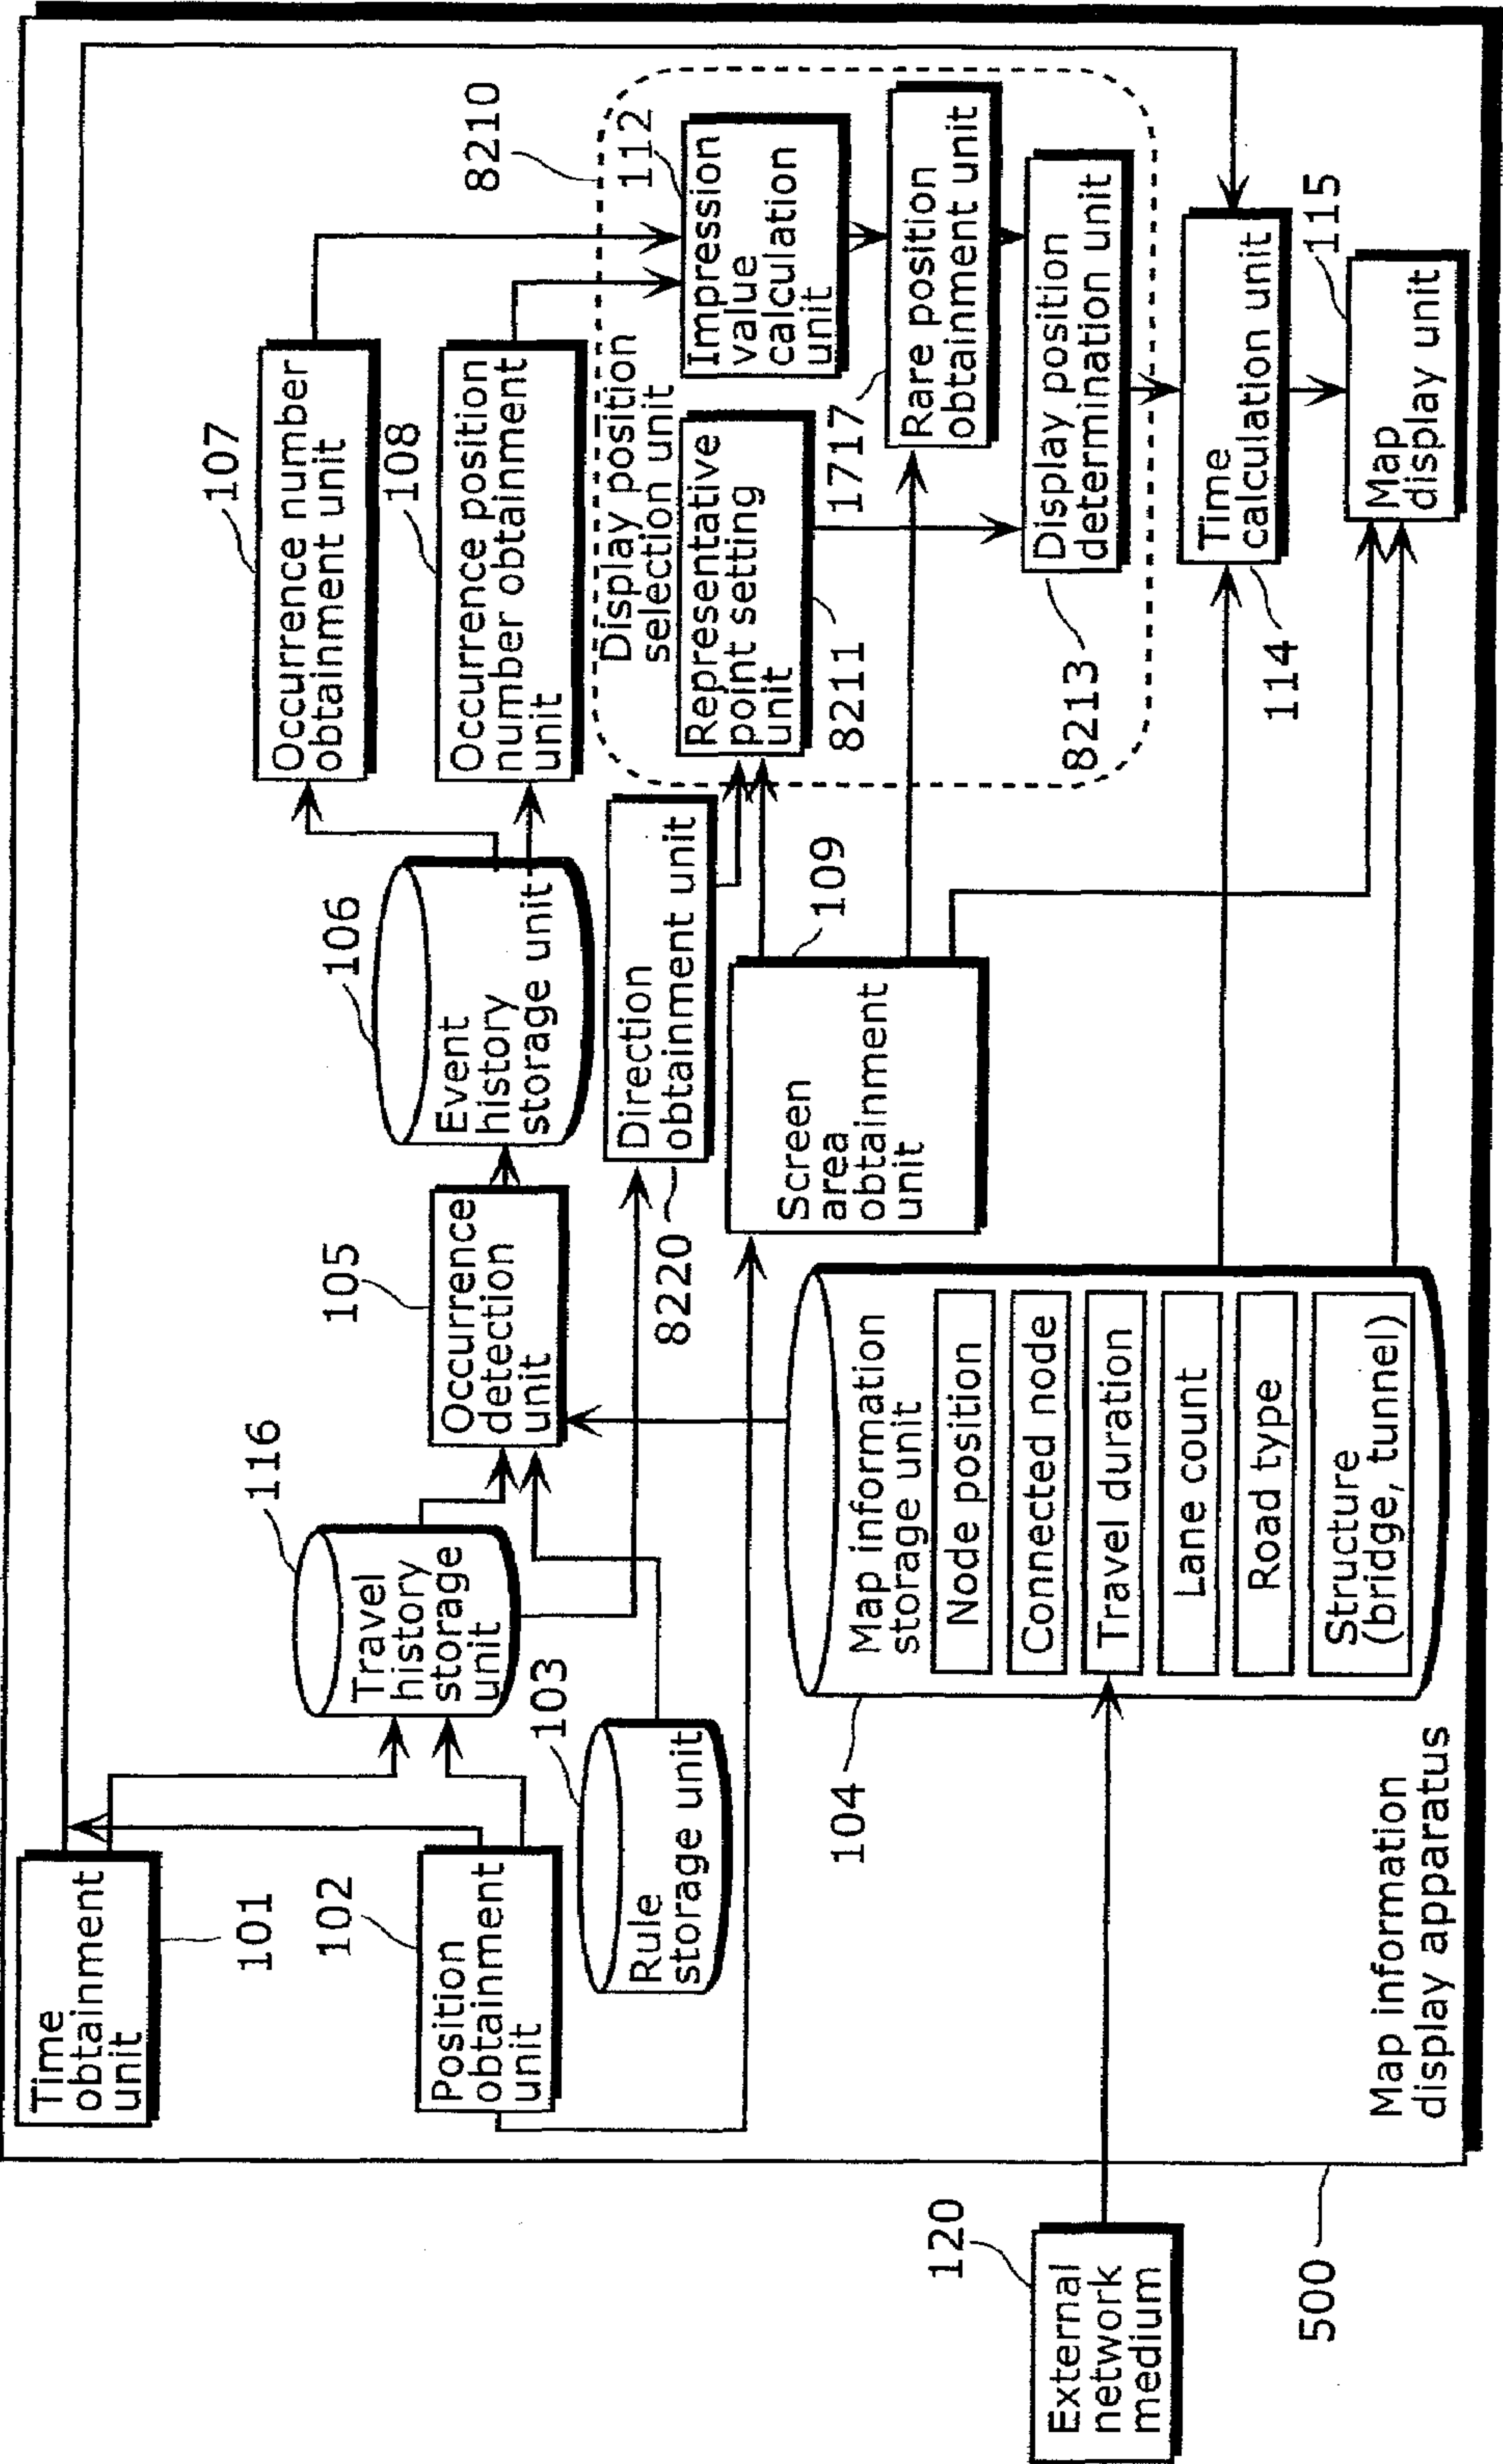 Time
obtainment
unit
101
102
Position
obtainment
unit
Rule
storage unit
103
116
Travel
history
storage
unit
105
Occurrence
detection
unit
106
Event
history
storage unit
107
Occurrence number
obtainment unit
108
Occurrence position
number obtainment
unit
8220
Direction
obtainment unit
109
Screen
area
obtainment
unit
8210
Display position
selection unit
112
Impression
value
calculation
unit
Representative
point setting
unit
8211
1717
Rare position
obtainment unit
Display position
determination unit
8213
Time
calculation unit
114
115
Map
display unit
104
Map information
storage unit
Node position
Connected node
Travel duration
Lane count
Road type
Structure
(bridge, tunnel)
Map information
display apparatus
120
External
network
medium
500